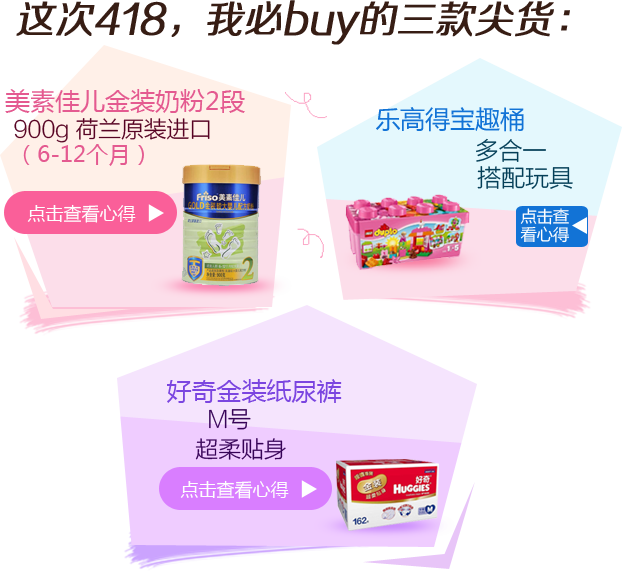 这次418，我必buy的三款尖货：
美素佳儿金装奶粉2段
900g 荷兰原装进口
（6-12个月）
点击查看心得
Friso美素佳儿
GOLD
2
乐高得宝趣桶
多合一
搭配玩具
点击查
看心得
duplo
好奇金装纸尿裤
M号
超柔贴身
点击查看心得
好奇
HUGGIES
金装
超柔贴身
162
M